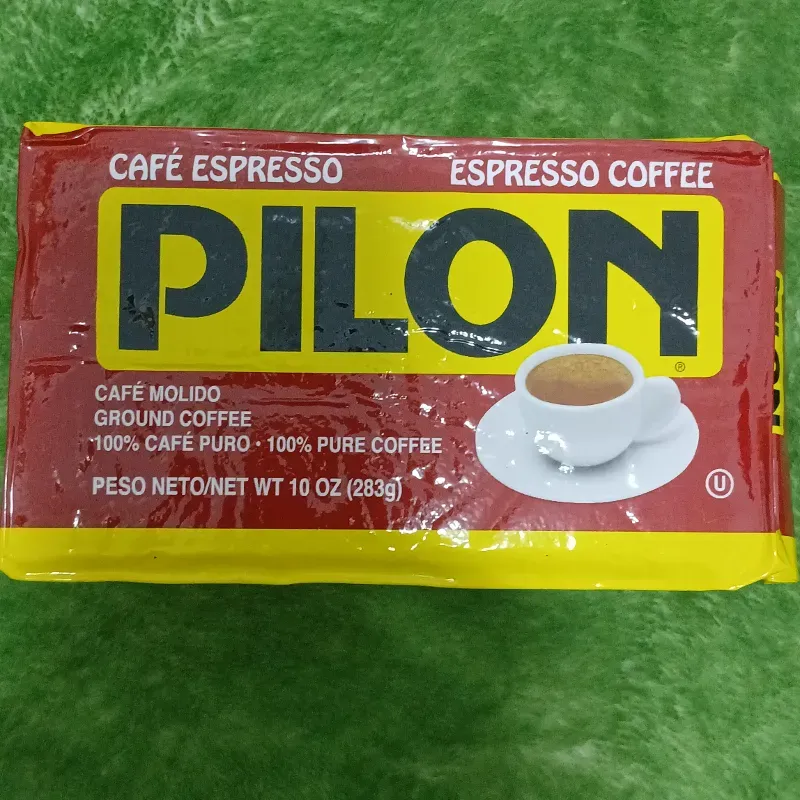 CAFÉ ESPRESSO ESPRESSO COFFEE
PILON
®
CAFÉ MOLIDO
GROUND COFFEE
100% CAFÉ PURO • 100% PURE COFFEE
PESO NETO/NET WT 10 OZ (283g)
U